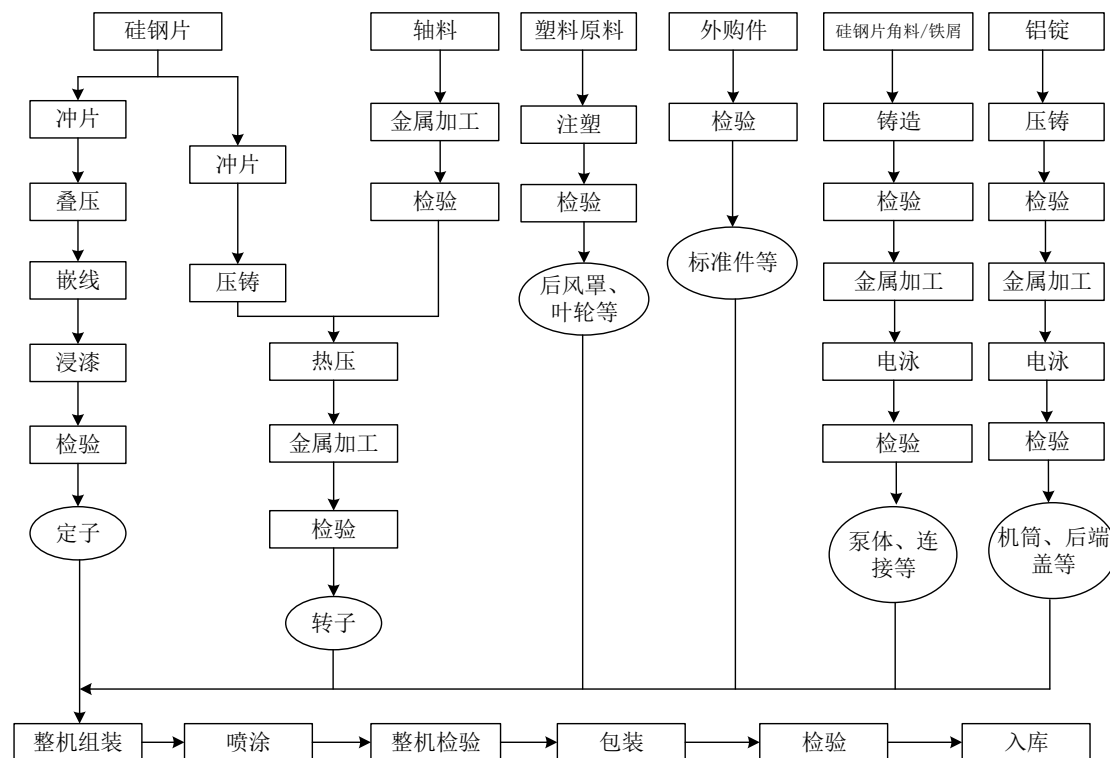 硅钢片
轴料
塑料原料
外购件
硅钢片角料/铁屑
铝锭
冲片
金属加工
注塑
检验
铸造
压铸
冲片
叠压
检验
检验
检验
检验
嵌线
压铸
后风罩、
叶轮等
标准件等
金属加工
金属加工
浸漆
热压
电泳
电泳
检验
金属加工
检验
检验
定子
检验
泵体、连
接等
机筒、后端
盖等
转子
整机组装
喷涂
整机检验
包装
检验
入库